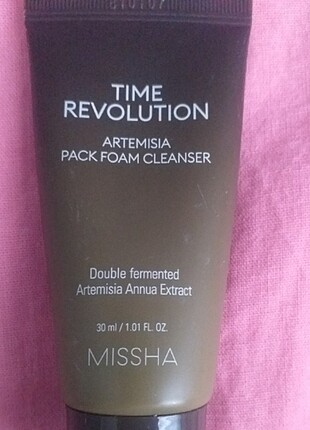 TIME
REVOLUTION
ARTEMISIA
PACK FOAM CLEANSER
Double fermented
Artemisia Annua Extract
30 ml / 1.01 FL. OZ.
MISSHA